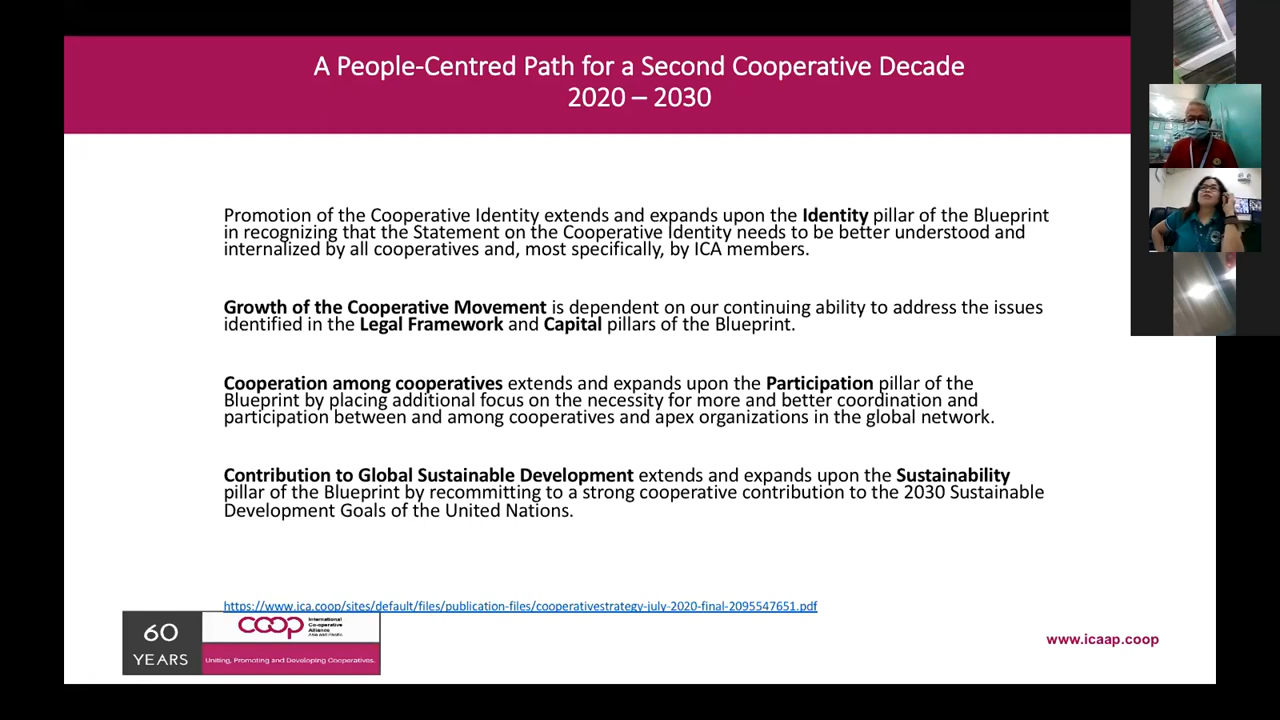 A People-Centred Path for a Second Cooperative Decade
2020 – 2030
Promotion of the Cooperative Identity extends and expands upon the Identity pillar of the Blueprint
in recognizing that the Statement on the Cooperative Identity needs to be better understood and
internalized by all cooperatives and, most specifically, by ICA members.
Growth of the Cooperative Movement is dependent on our continuing ability to address the issues
identified in the Legal Framework and Capital pillars of the Blueprint.
Cooperation among cooperatives extends and expands upon the Participation pillar of the
Blueprint by placing additional focus on the necessity for more and better coordination and
participation between and among cooperatives and apex organizations in the global network.
Contribution to Global Sustainable Development extends and expands upon the Sustainability
pillar of the Blueprint by recommitting to a strong cooperative contribution to the 2030 Sustainable
Development Goals of the United Nations.
https://www.ica.coop/sites/default/files/publication-files/cooperativestrategy-july-2020-final-2095547651.pdf
60
YEARS
coop
International
Co-operative
Alliance
Asia and Pacific
Uniting, Promoting and Developing Cooperatives.
www.icaap.coop